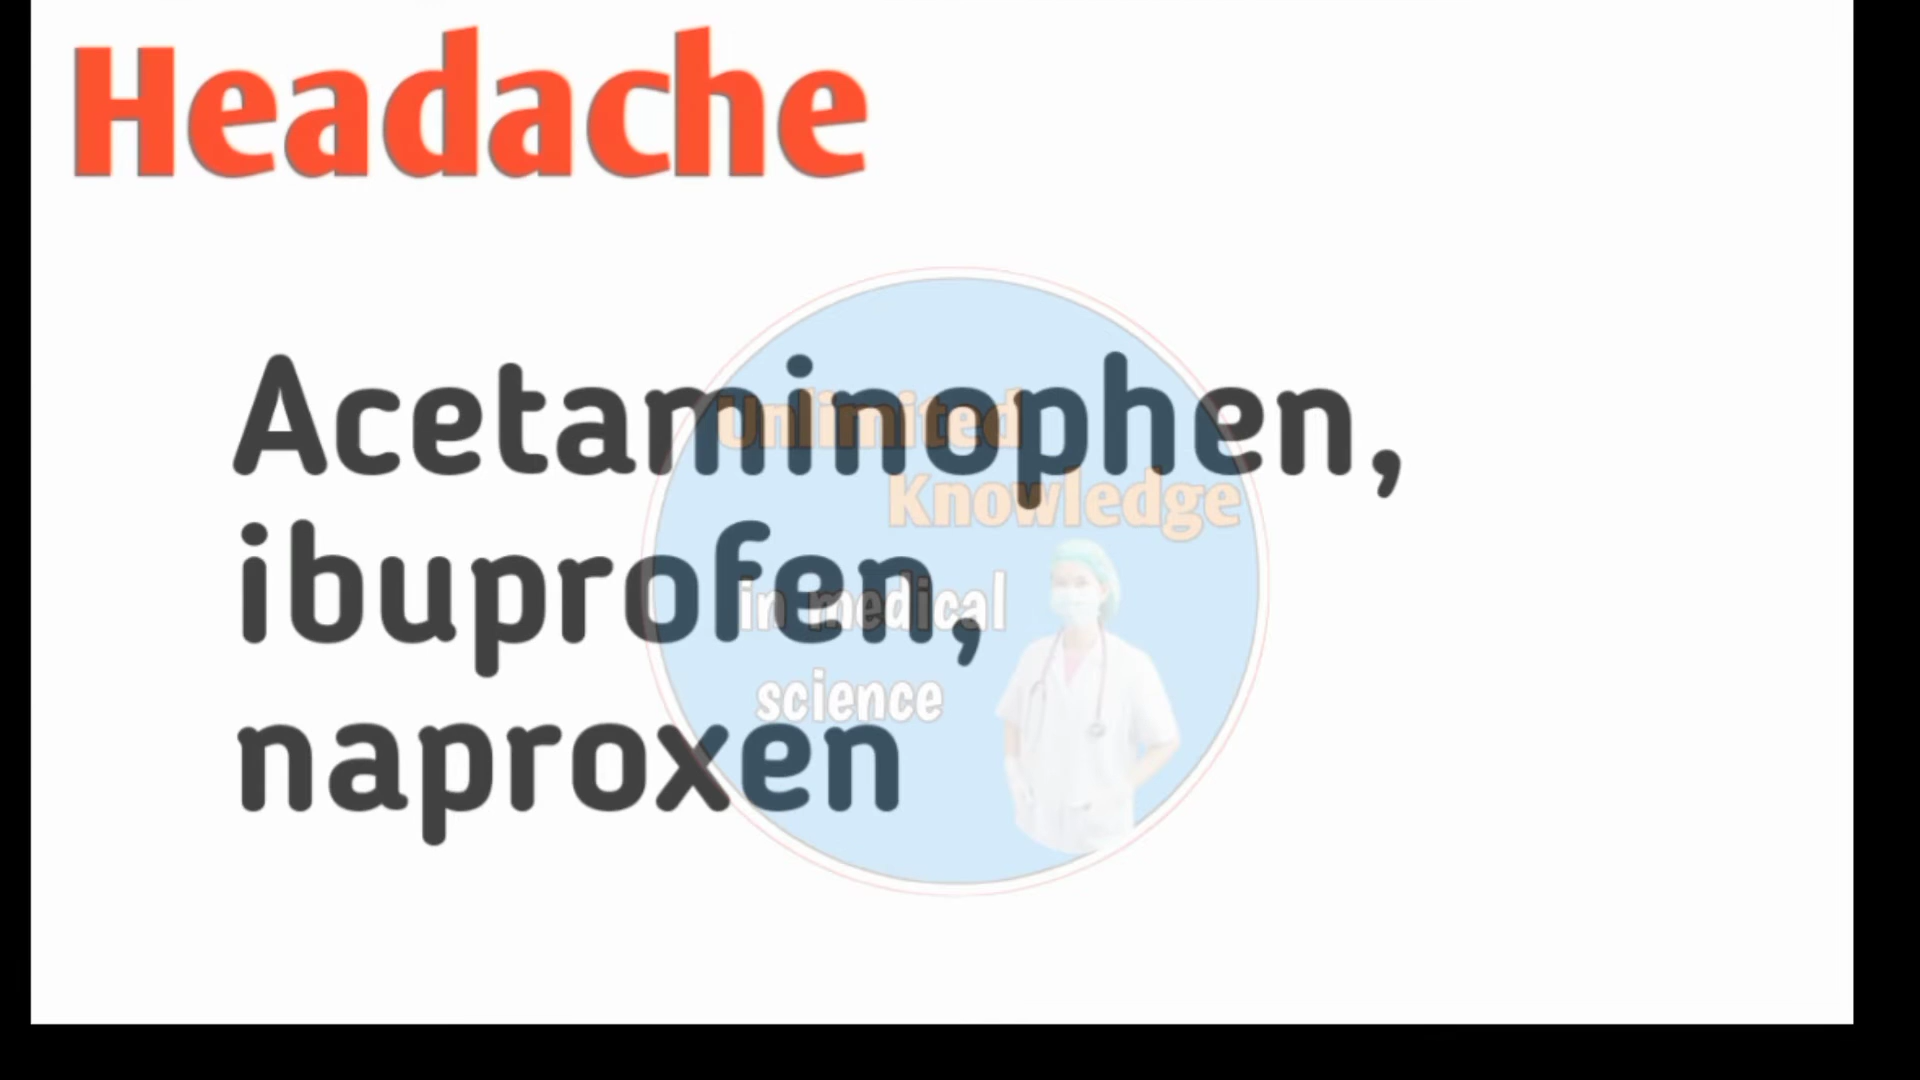 Headache
Acetaminophen,
ibuprofen,
naproxen
Unlimited
Knowledge
in medical
science